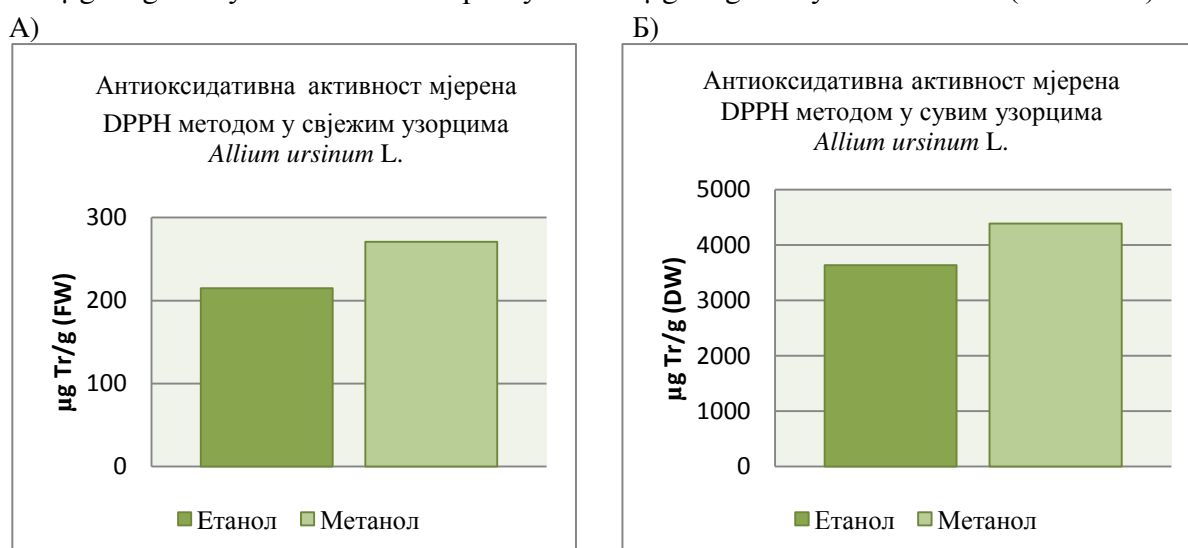 А)
Антиоксидативна активност мјерена
DPPH методом у свјежим узорцима
Allium ursinum L.
300
200
100
0
µg Tr/g (FW)
Етанол Метанол
Б)
Антиоксидативна активност мјерена
DPPH методом у сувим узорцима
Allium ursinum L.
5000
4000
3000
2000
1000
0
µg Tr/g (DW)
Етанол Метанол